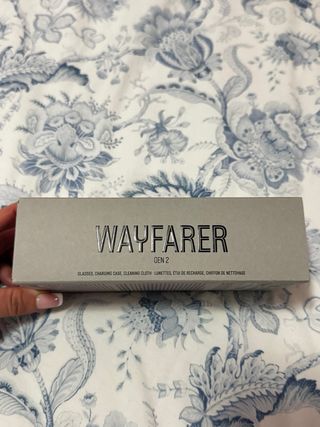 WAYFARER
GEN 2
GLASSES, CHARGING CASE, CLEANING CLOTH LUNETTES, ÉTUI DE RECHARGE, CHIFFON DE NETTOYAGE